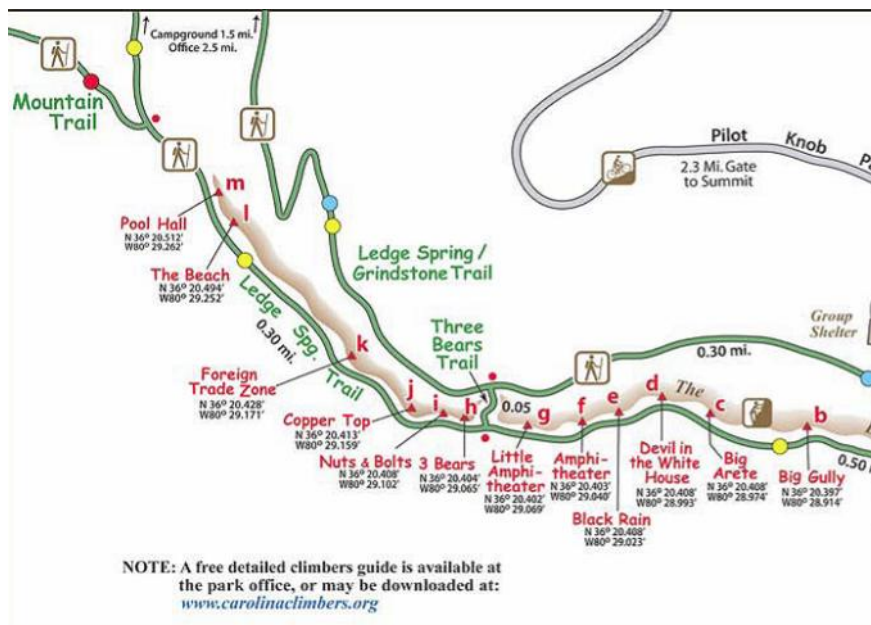 Campground 1.5 mi.
Office 2.5 mi.
Mountain
Trail
Pilot Knob Pa
2.3 Mi. Gate
to Summit
m
Pool Hall
N 36° 20.512'
W80° 29.262'
l
The Beach
N 36° 20.494'
W80° 29.252'
Ledge Spg. Trail
0.30 mi.
Ledge Spring /
Grindstone Trail
Three
Bears
Trail
Group
Shelter
0.30 mi.
k
Foreign
Trade Zone
N 36° 20.428'
W80° 29.171'
j
Copper Top
N 36° 20.413'
W80° 29.159'
i
Nuts & Bolts
N 36° 20.408'
W80° 29.102'
h
3 Bears
N 36° 20.404'
W80° 29.065'
0.05
g
Little
Amphi-
theater
N 36° 20.402'
W80° 29.069'
f
Amphi-
theater
N 36° 20.403'
W80° 29.040'
e
Black Rain
N 36° 20.408'
W80° 29.023'
d
The
Devil in
the White
House
N 36° 20.408'
W80° 28.993'
c
Big
Arete
N 36° 20.408'
W80° 28.974'
b
Big Gully
N 36° 20.397'
W80° 28.914'
0.50
NOTE: A free detailed climbers guide is available at
the park office, or may be downloaded at:
www.carolinaclimbers.org